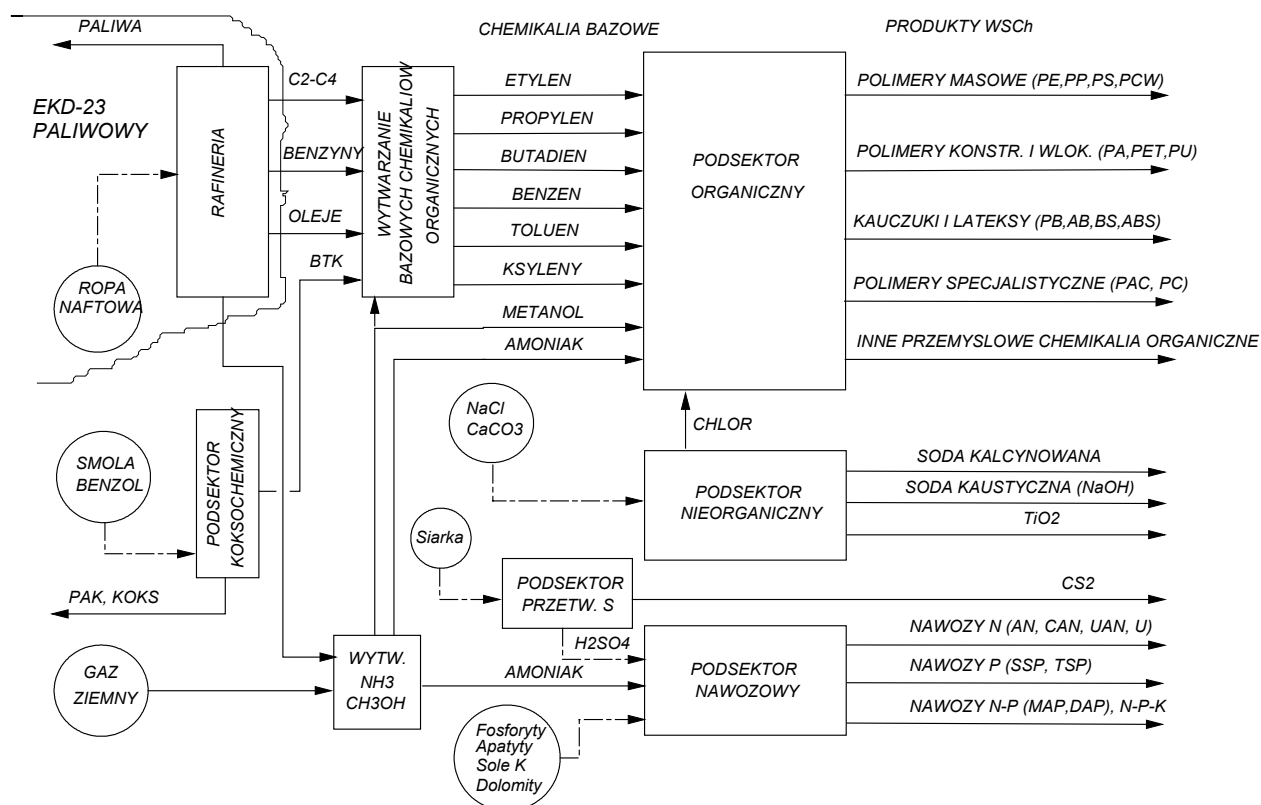 PALIWA
CHEMIKALIA BAZOWE
PRODUKTY WSCh
EKD-23
PALIWOWY
RAFINERIA
C2-C4
BENZYNY
OLEJE
BTK
ROPA
NAFTOWA
WYTWARZANIE
BAZOWYCH CHEMIKALIOW
ORGANICZNYCH
ETYLEN
PROPYLEN
BUTADIEN
BENZEN
TOLUEN
KSYLENY
METANOL
AMONIAK
PODSEKTOR
ORGANICZNY
POLIMERY MASOWE (PE,PP,PS,PCW)
POLIMERY KONSTR. I WLOK. (PA,PET,PU)
KAUCZUKI I LATEKSY (PB,AB,BS,ABS)
POLIMERY SPECJALISTYCZNE (PAC, PC)
INNE PRZEMYSLOWE CHEMIKALIA ORGANICZNE
NaCl
CaCO3
CHLOR
SMOLA
BENZOL
PODSEKTOR
KOKSOCHEMICZNY
PODSEKTOR
NIEORGANICZNY
SODA KALCYNOWANA
SODA KAUSTYCZNA (NaOH)
TiO2
Siarka
PODSEKTOR
PRZETW. S
CS2
PAK, KOKS
H2SO4
GAZ
ZIEMNY
WYTW.
NH3
CH3OH
AMONIAK
PODSEKTOR
NAWOZOWY
NAWOZY N (AN, CAN, UAN, U)
NAWOZY P (SSP, TSP)
NAWOZY N-P (MAP,DAP), N-P-K
Fosforyty
Apatyty
Sole K
Dolomity